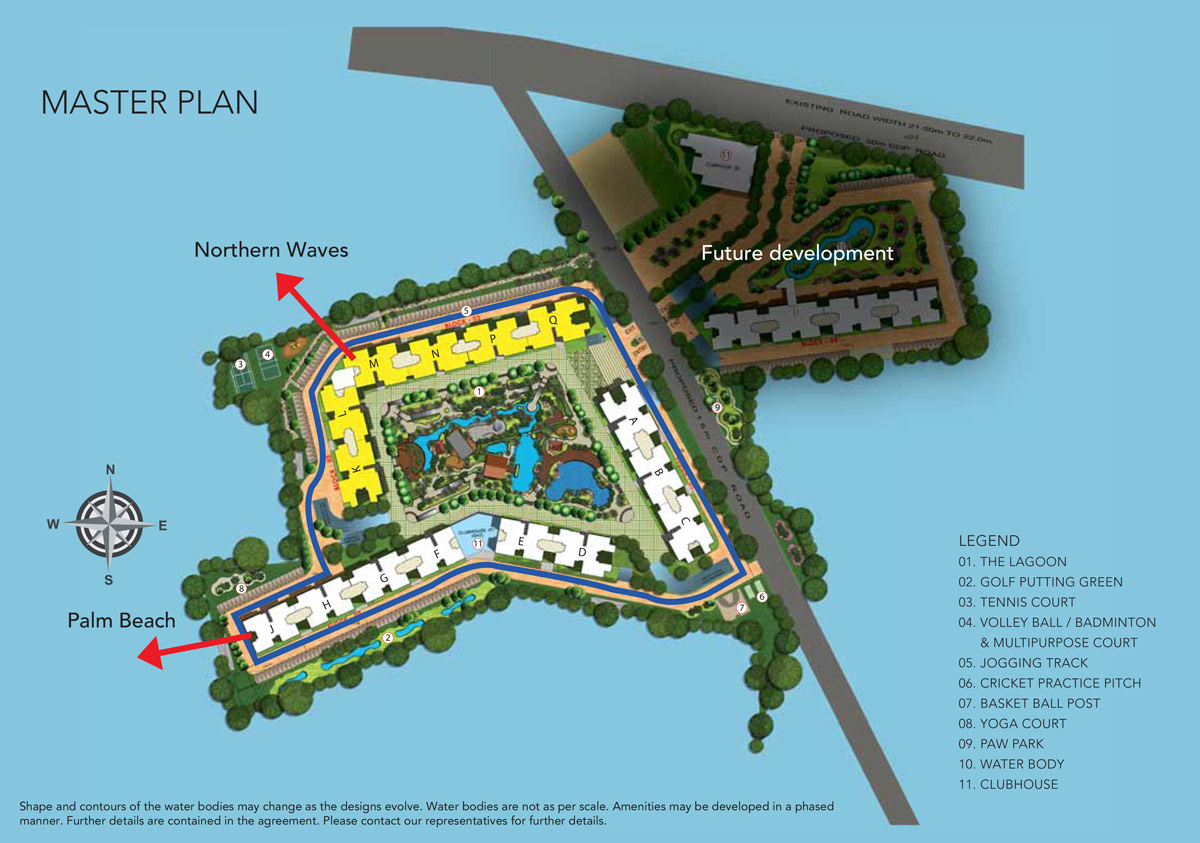 MASTER PLAN
EXISTING ROAD WIDTH 21.50m TO 22.0m.
PROPOSED 30m CDP ROAD
11
Northern Waves
Future development
5
Q
P
N
M
4
3
L
K
1
EXIT
ENTRY
9
A
B
C
PROPOSED 15m CDP ROAD
N
W
E
S
E
D
11
F
G
H
J
8
6
7
2
Palm Beach
LEGEND
01. THE LAGOON
02. GOLF PUTTING GREEN
03. TENNIS COURT
04. VOLLEY BALL / BADMINTON
& MULTIPURPOSE COURT
05. JOGGING TRACK
06. CRICKET PRACTICE PITCH
07. BASKET BALL POST
08. YOGA COURT
09. PAW PARK
10. WATER BODY
11. CLUBHOUSE
Shape and contours of the water bodies may change as the designs evolve. Water bodies are not as per scale. Amenities may be developed in a phased
manner. Further details are contained in the agreement. Please contact our representatives for further details.